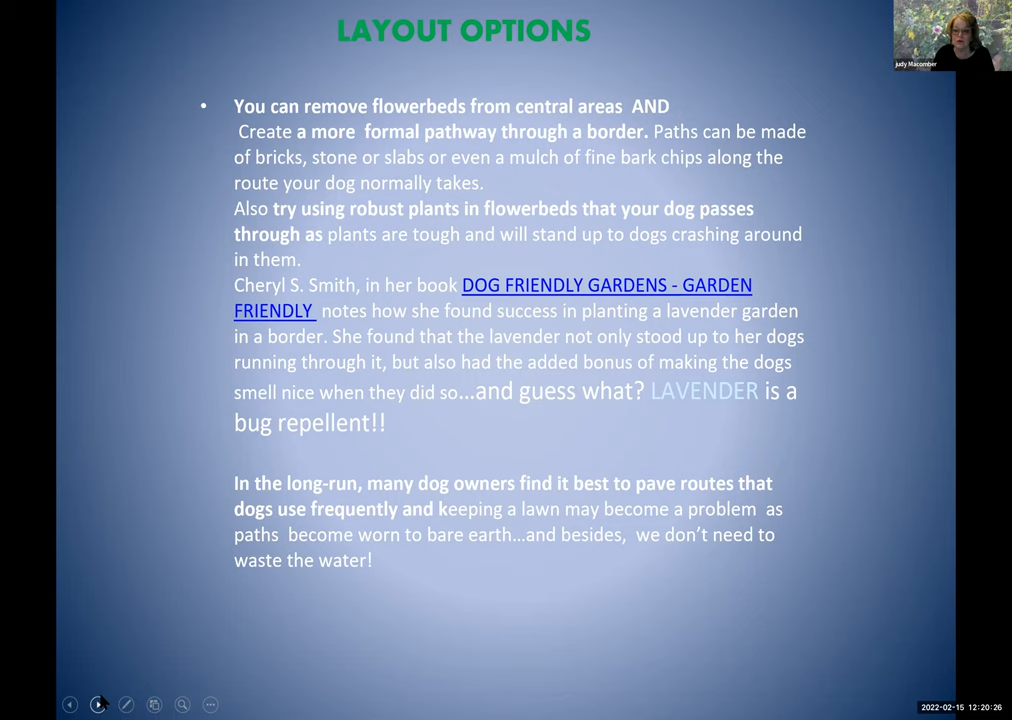 LAYOUT OPTIONS
judy Macomber
• You can remove flowerbeds from central areas AND
Create a more formal pathway through a border. Paths can be made
of bricks, stone or slabs or even a mulch of fine bark chips along the
route your dog normally takes.
Also try using robust plants in flowerbeds that your dog passes
through as plants are tough and will stand up to dogs crashing around
in them.
Cheryl S. Smith, in her book DOG FRIENDLY GARDENS - GARDEN
FRIENDLY notes how she found success in planting a lavender garden
in a border. She found that the lavender not only stood up to her dogs
running through it, but also had the added bonus of making the dogs
smell nice when they did so...and guess what? LAVENDER is a
bug repellent!!
In the long-run, many dog owners find it best to pave routes that
dogs use frequently and keeping a lawn may become a problem as
paths become worn to bare earth...and besides, we don't need to
waste the water!
2022-02-15 12:20:26